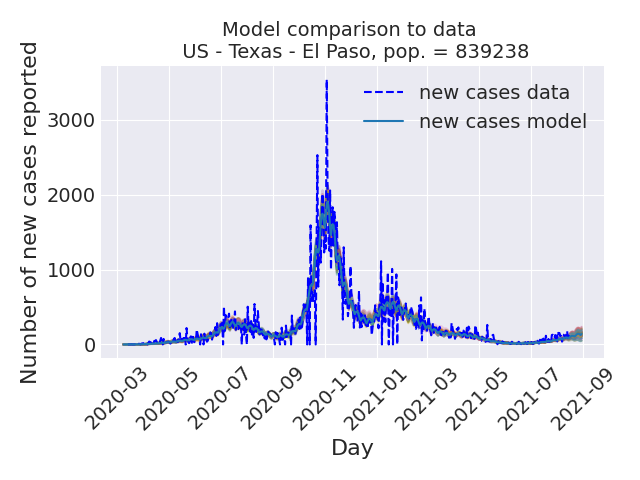 Model comparison to data
US - Texas - El Paso, pop. = 839238
Number of new cases reported
new cases data
new cases model
3000
2000
1000
0
2020-03
2020-05
2020-07
2020-09
2020-11
2021-01
2021-03
2021-05
2021-07
2021-09
Day